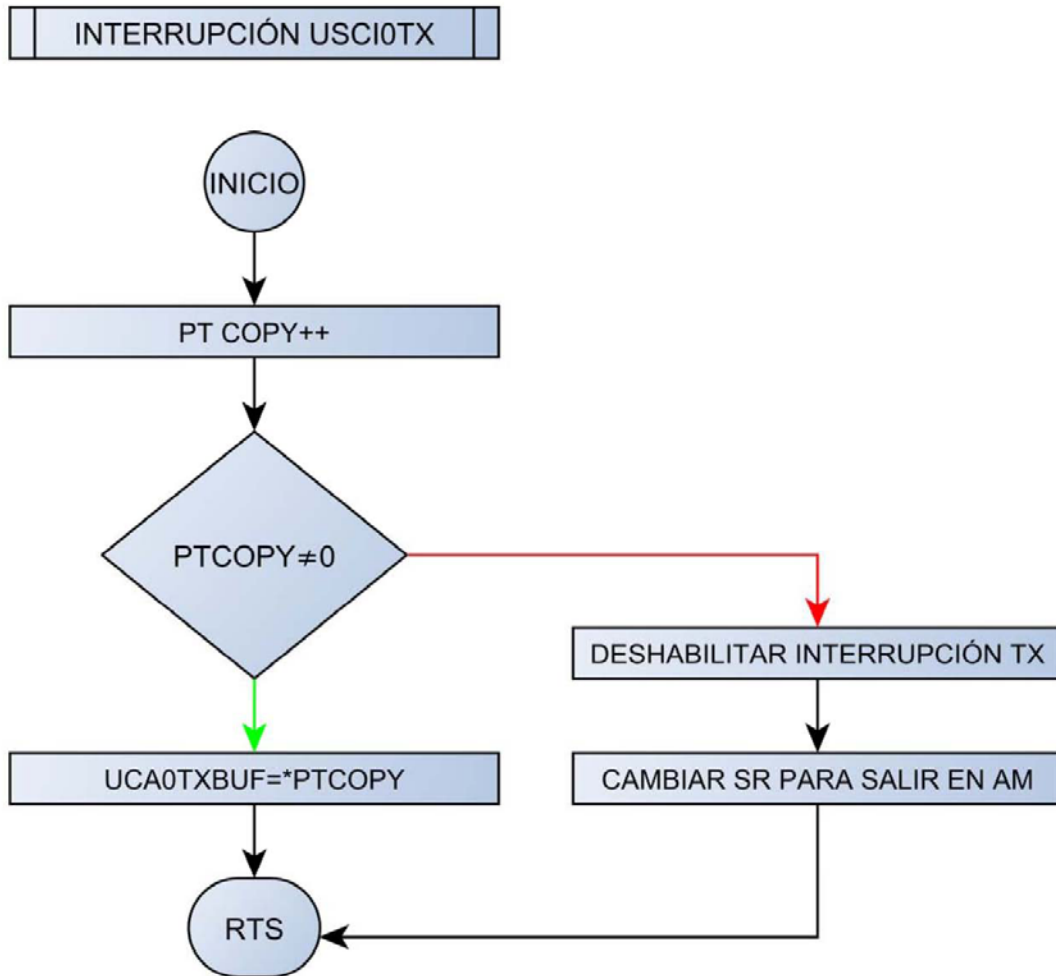 INTERRUPCIÓN USCI0TX
INICIO
PT COPY++
PTCOPY≠0
DESHABILITAR INTERRUPCIÓN TX
UCA0TXBUF=*PTCOPY
CAMBIAR SR PARA SALIR EN AM
RTS